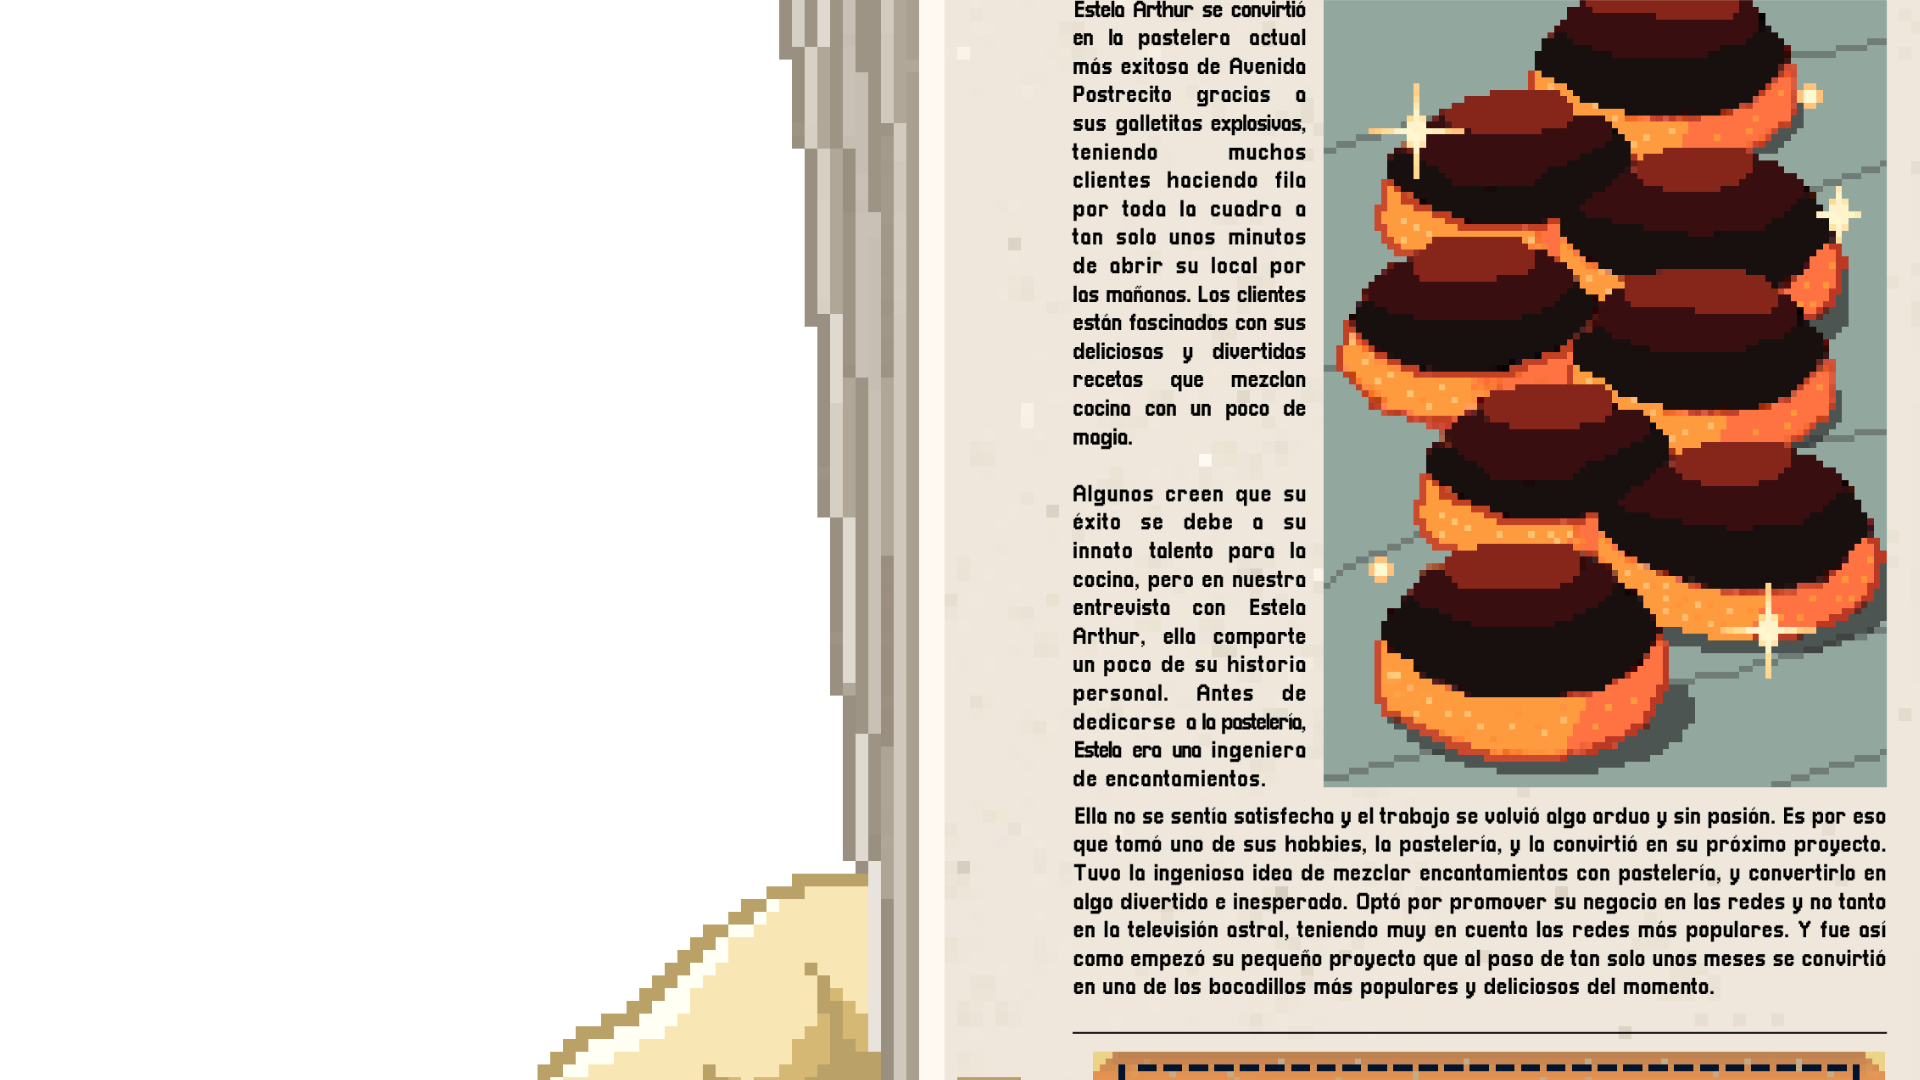 Estela Arthur se convirtió
en la pastelera actual
más exitosa de Avenida
Postrecito gracias a
sus galletitas explosivas,
teniendo muchos
clientes haciendo fila
por toda la cuadra a
tan solo unos minutos
de abrir su local por
las mañanas. Los clientes
están fascinados con sus
deliciosas y divertidas
recetas que mezclan
cocina con un poco de
magia.
Algunos creen que su
éxito se debe a su
innato talento para la
cocina, pero en nuestra
entrevista con Estela
Arthur, ella comparte
un poco de su historia
personal. Antes de
dedicarse a la pastelería,
Estela era una ingeniera
de encantamientos.
Ella no se sentía satisfecha y el trabajo se volvió algo arduo y sin pasión. Es por eso
que tomó uno de sus hobbies, la pastelería, y la convirtió en su próximo proyecto.
Tuvo la ingeniosa idea de mezclar encantamientos con pastelería, y convertirlo en
algo divertido e inesperado. Optó por promover su negocio en las redes y no tanto
en la televisión astral, teniendo muy en cuenta las redes más populares. Y fue así
como empezó su pequeño proyecto que al paso de tan solo unos meses se convirtió
en una de los bocadillos más populares y deliciosos del momento.